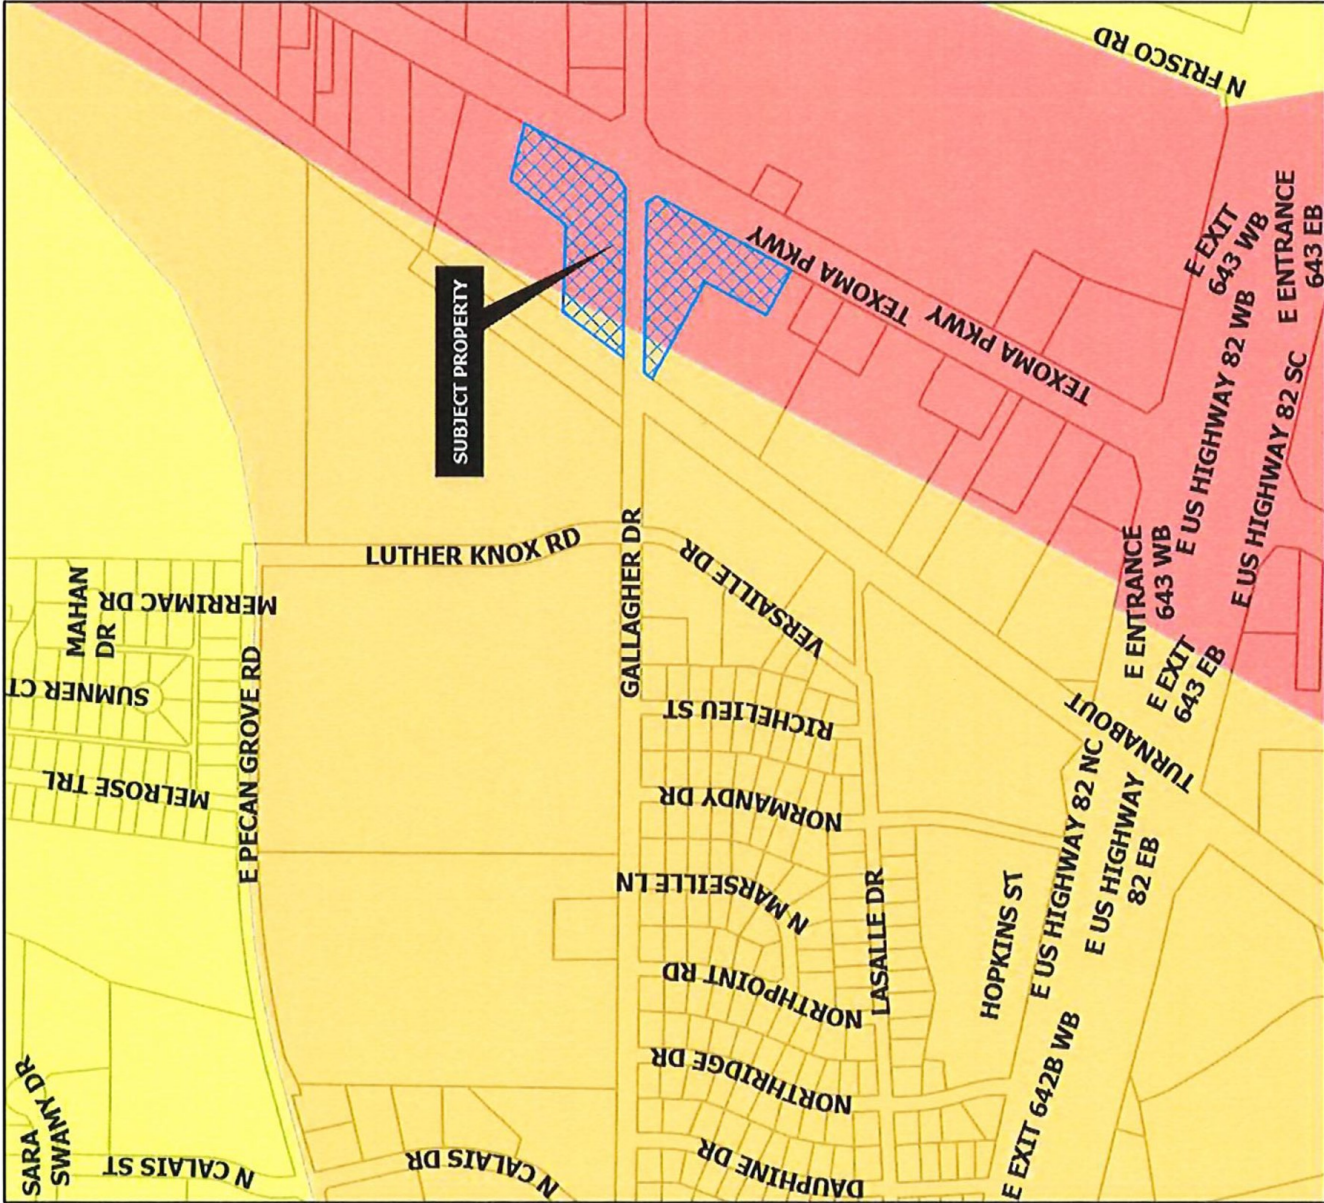 N FRISCO RD
E EXIT
643 WB
E ENTRANCE
643 EB
TEXOMA PKWY
TEXOMA PKWY
TEXOMA PKWY
E US HIGHWAY 82 WB
E US HIGHWAY 82 SC
SUBJECT PROPERTY
LUTHER KNOX RD
GALLAGHER DR
VERSAILLE DR
E ENTRANCE
643 WB
E EXIT
643 EB
MAHAN
DR
MERRIMAC DR
SUMNER CT
E PECAN GROVE RD
RICHELIEU ST
TURNABOUT
MELROSE TRL
NORMANDY DR
E US HIGHWAY 82 NC
E US HIGHWAY
82 EB
N MARSEILLE LN
LASALLE DR
HOPKINS ST
NORTHPOINT RD
NORTHRIDGE DR
E EXIT 642B WB
SARA
SWAMY DR
N CALAIS ST
N CALAIS DR
DAUPHINE DR